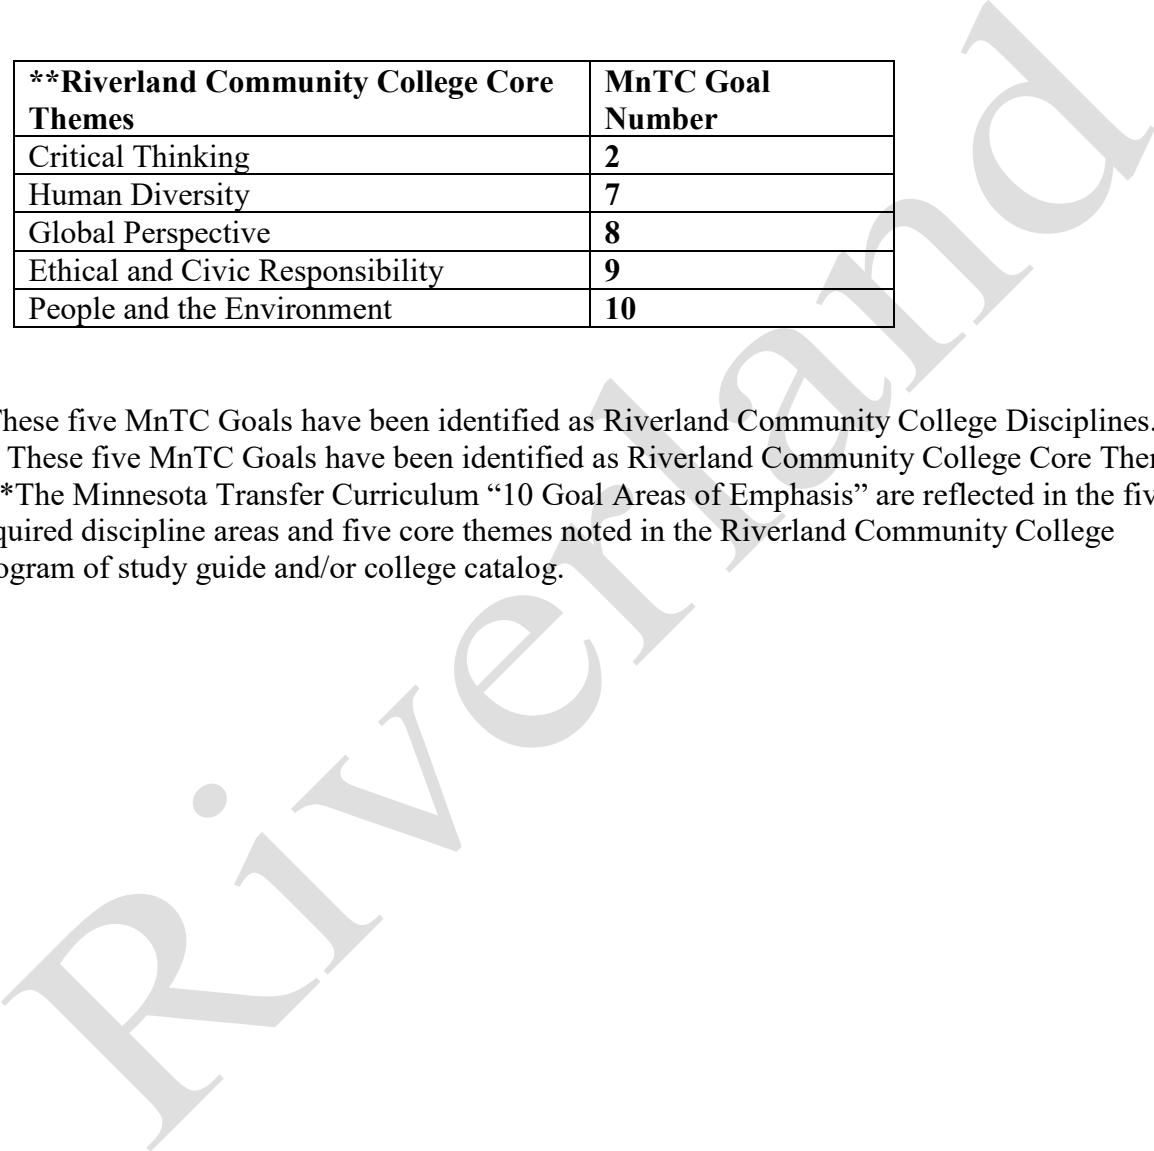 **Riverland Community College Core MnTC Goal
Themes Number
Critical Thinking 2
Human Diversity 7
Global Perspective 8
Ethical and Civic Responsibility 9
People and the Environment 10
hese five MnTC Goals have been identified as Riverland Community College Disciplines.
These five MnTC Goals have been identified as Riverland Community College Core Ther
*The Minnesota Transfer Curriculum “10 Goal Areas of Emphasis” are reflected in the fiv
quired discipline areas and five core themes noted in the Riverland Community College
ogram of study guide and/or college catalog.
Riverland